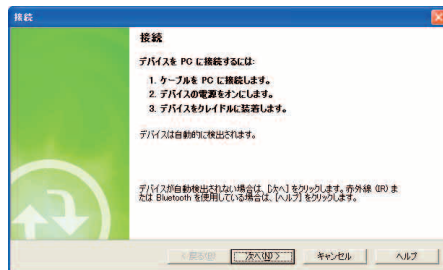 接続
接続
デバイスを PC に接続するには:
1. ケーブルを PC に接続します。
2. デバイスの電源をオンにします。
3. デバイスをクレイドルに装着します。
デバイスは自動的に検出されます。
デバイスが自動検出されない場合は、[次へ] をクリックします。赤外線 (IR) ま
たは Bluetooth を使用している場合は、[ヘルプ] をクリックします。
< 戻る(B) 次へ(N) > キャンセル ヘルプ